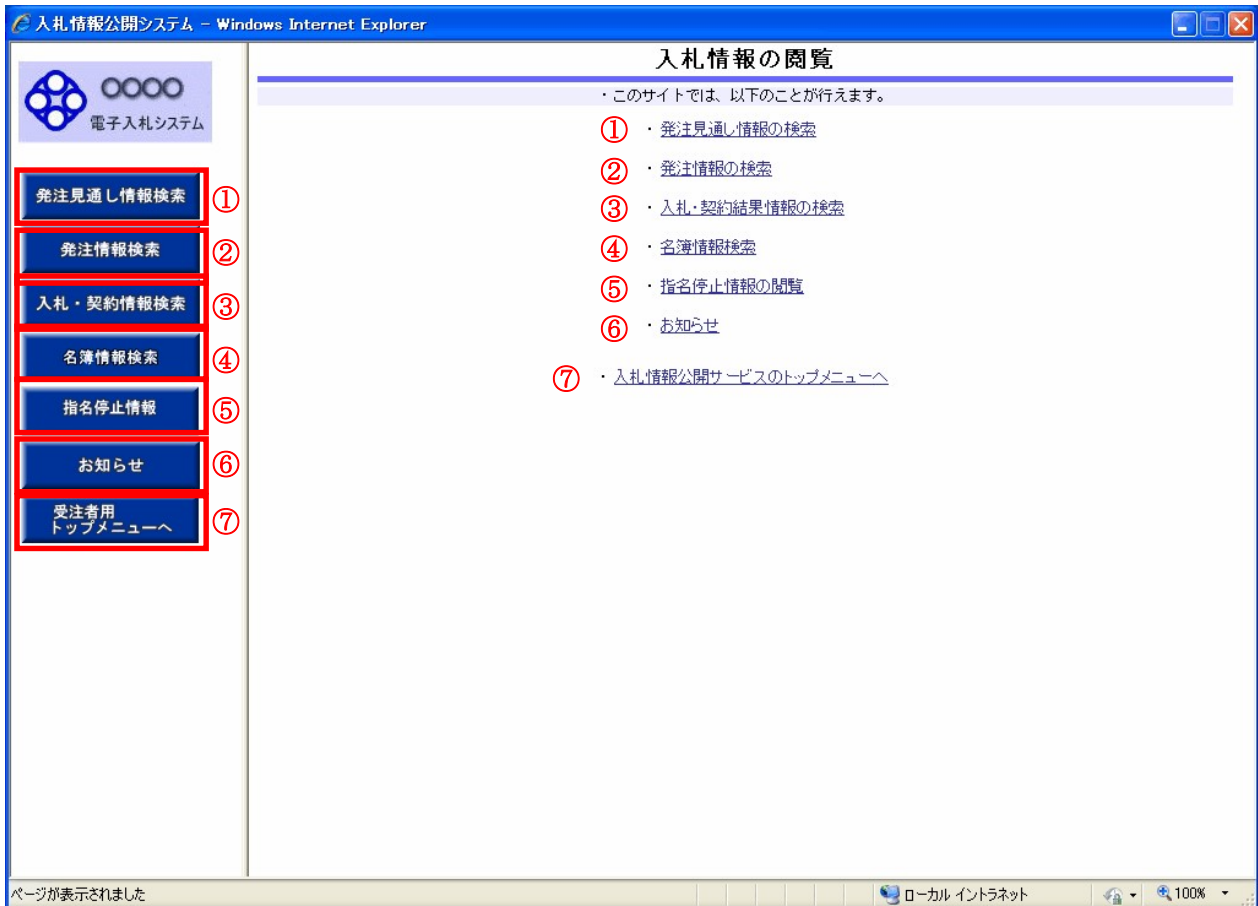 入札情報公開システム - Windows Internet Explorer
○○○○
電子入札システム
発注見通し情報検索 ①
発注情報検索 ②
入札・契約情報検索 ③
名簿情報検索 ④
指名停止情報 ⑤
お知らせ ⑥
受注者用
トップメニューへ ⑦
入札情報の閲覧
・このサイトでは、以下のことが行えます。
① ・発注見通し情報の検索
② ・発注情報の検索
③ ・入札・契約結果情報の検索
④ ・名簿情報検索
⑤ ・指名停止情報の閲覧
⑥ ・お知らせ
⑦ ・入札情報公開サービスのトップメニューへ
ページが表示されました
ローカル イントラネット
100%